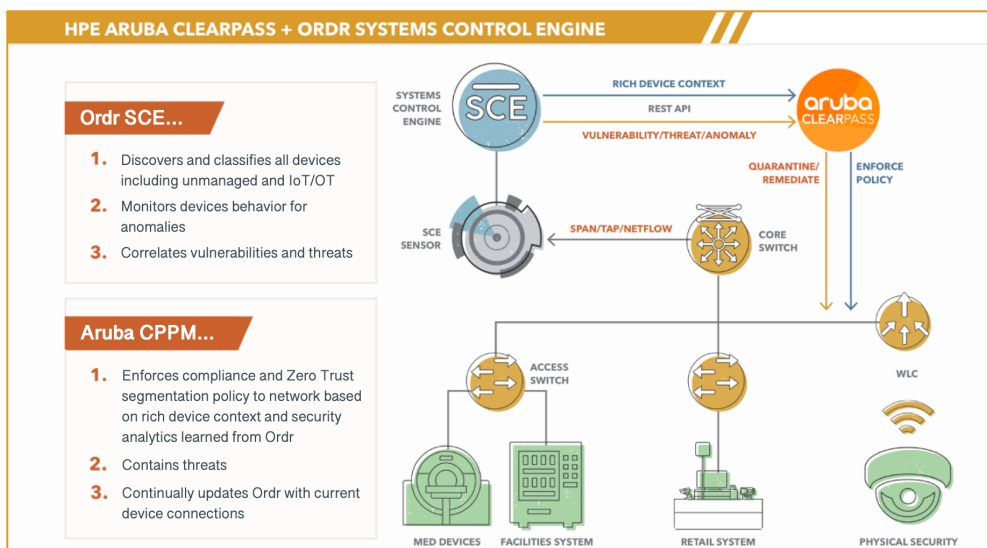 HPE ARUBA CLEARPASS + ORDR SYSTEMS CONTROL ENGINE
Ordr SCE...
1. Discovers and classifies all devices
including unmanaged and IoT/OT
2. Monitors devices behavior for
anomalies
3. Correlates vulnerabilities and threats
Aruba CPPM...
1. Enforces compliance and Zero Trust
segmentation policy to network based
on rich device context and security
analytics learned from Ordr
2. Contains threats
3. Continually updates Ordr with current
device connections
SYSTEMS
CONTROL
ENGINE
SCE
RICH DEVICE CONTEXT
REST API
VULNERABILITY/THREAT/ANOMALY
aruba
CLEARPASS
QUARANTINE/
REMEDIATE
ENFORCE
POLICY
SCE
SENSOR
SPAN/TAP/NETFLOW
CORE
SWITCH
ACCESS
SWITCH
WLC
MED DEVICES
FACILITIES SYSTEM
RETAIL SYSTEM
PHYSICAL SECURITY